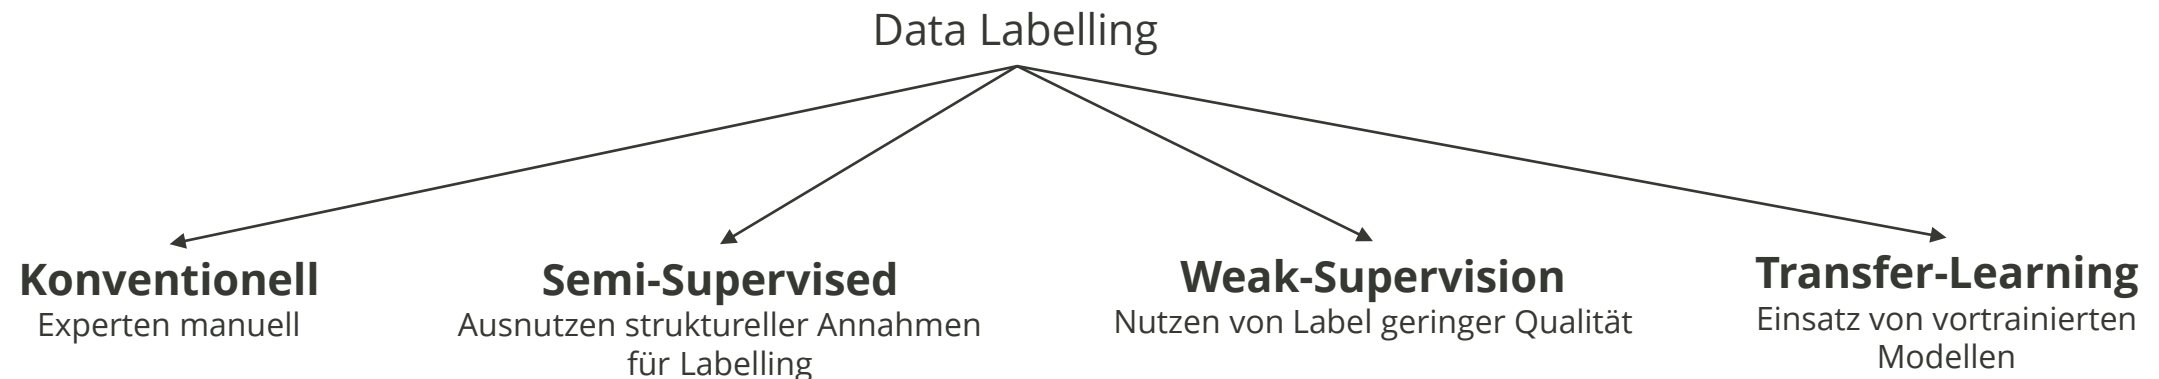 Data Labelling
Konventionell
Experten manuell
Semi-Supervised
Ausnutzen struktureller Annahmen
für Labelling
Weak-Supervision
Nutzen von Label geringer Qualität
Transfer-Learning
Einsatz von vortrainierten
Modellen